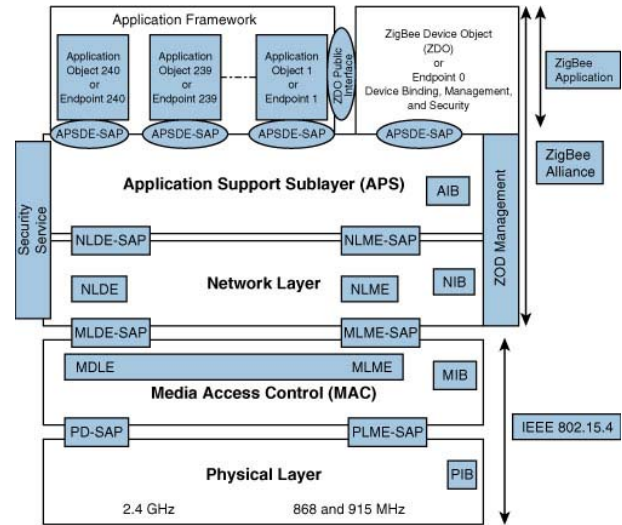 Application Framework
Application
Object 240
or
Endpoint 240
Application
Object 239
or
Endpoint 239
Application
Object 1
or
Endpoint 1
ZDO Public
Interface
ZigBee Device Object
(ZDO)
or
Endpoint 0
Device Binding, Management,
and Security
ZigBee
Application
APSDE-SAP
APSDE-SAP
APSDE-SAP
APSDE-SAP
ZigBee
Alliance
Security
Service
Application Support Sublayer (APS)
AIB
ZOD Management
NLDE-SAP
NLME-SAP
NLDE
Network Layer
NLME
NIB
MLDE-SAP
MLME-SAP
MDLE
MLME
MIB
Media Access Control (MAC)
PD-SAP
PLME-SAP
IEEE 802.15.4
Physical Layer
PIB
2.4 GHz
868 and 915 MHz